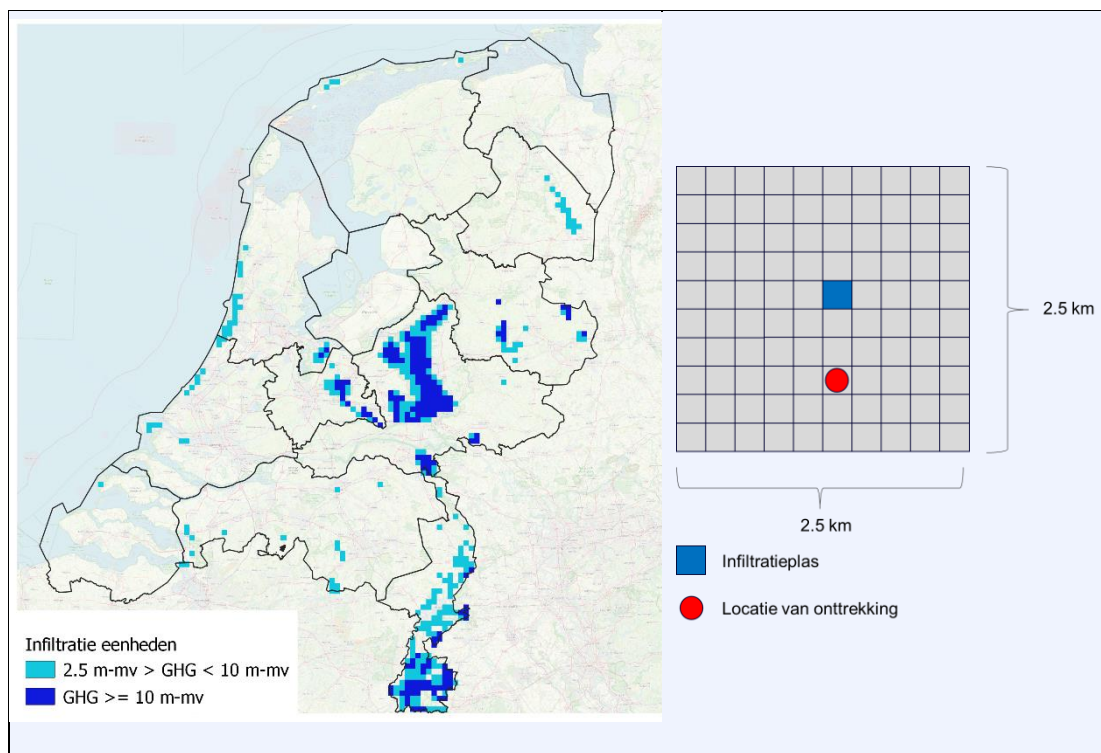 Infiltratie eenheden
2.5 m-mv > GHG < 10 m-mv
GHG >= 10 m-mv
2.5 km
2.5 km
Infiltratieplas
Locatie van onttrekking